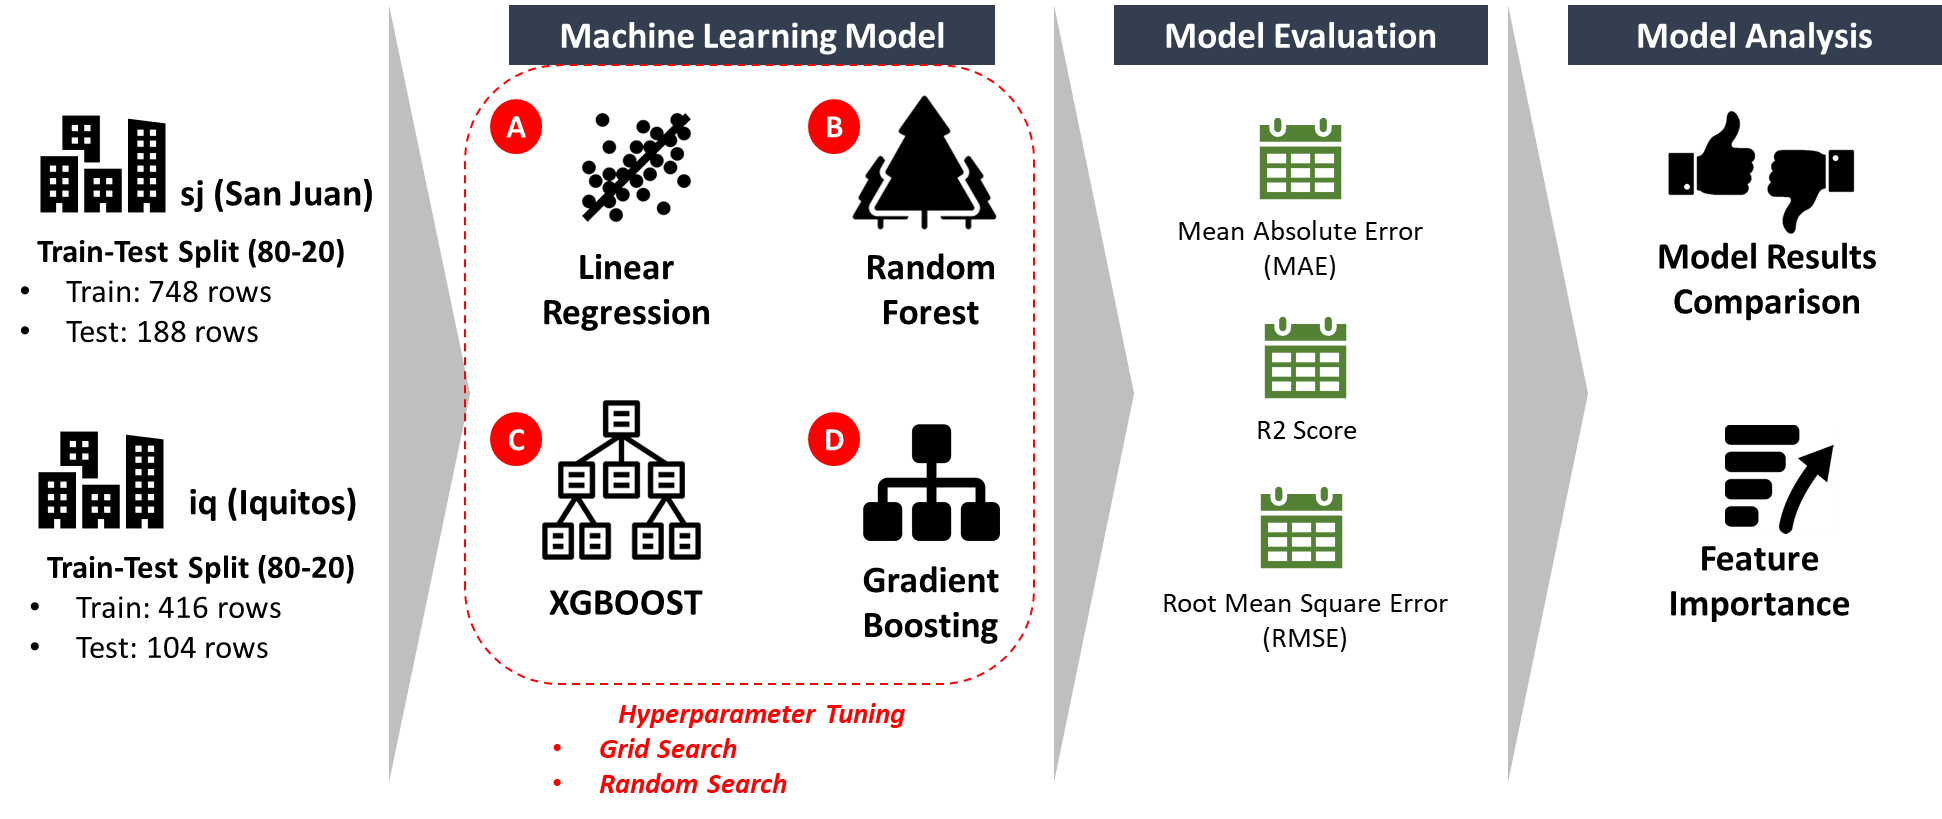 sj (San Juan)
Train-Test Split (80-20)
• Train: 748 rows
• Test: 188 rows
iq (Iquitos)
Train-Test Split (80-20)
• Train: 416 rows
• Test: 104 rows
Machine Learning Model
A
Linear
Regression
B
Random
Forest
C
XGBOOST
D
Gradient
Boosting
Hyperparameter Tuning
• Grid Search
• Random Search
Model Evaluation
Mean Absolute Error
(MAE)
R2 Score
Root Mean Square Error
(RMSE)
Model Analysis
Model Results
Comparison
Feature
Importance